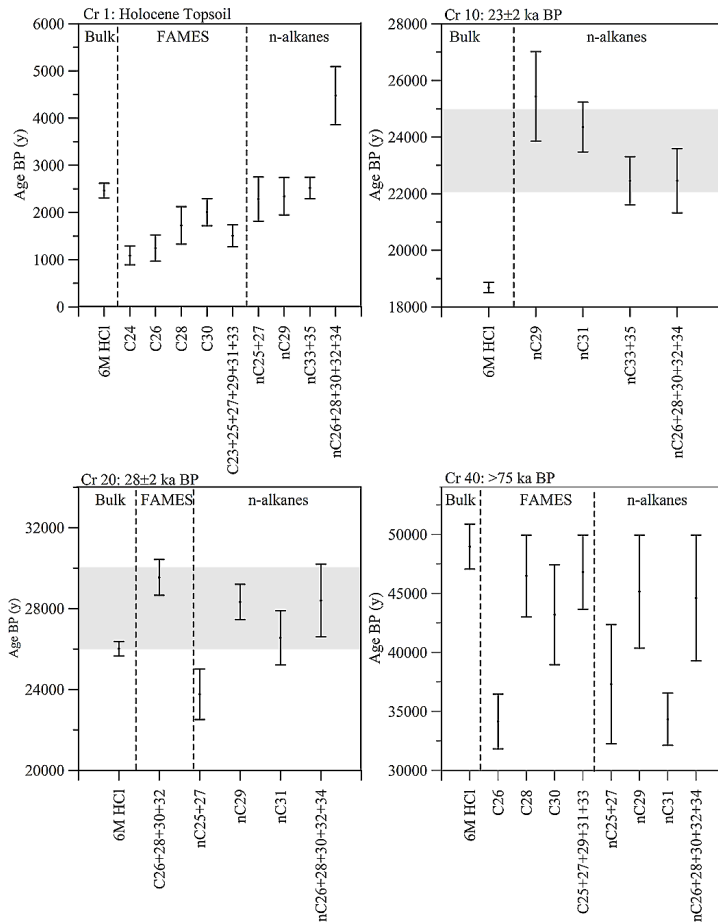 Cr 1: Holocene Topsoil
Bulk FAMES n-alkanes
Age BP (y)
6000
5000
4000
3000
2000
1000
0
6M HCl
C24
C26
C28
C30
C23+25+27+29+31+33
nC25+27
nC29
nC33+35
nC26+28+30+32+34
Cr 10: 23±2 ka BP
Bulk n-alkanes
Age BP (y)
28000
26000
24000
22000
20000
18000
6M HCl
nC29
nC31
nC33+35
nC26+28+30+32+34
Cr 20: 28±2 ka BP
Bulk FAMES n-alkanes
Age BP (y)
32000
28000
24000
20000
6M HCl
C26+28+30+32
nC25+27
nC29
nC31
nC26+28+30+32+34
Cr 40: >75 ka BP
Bulk FAMES n-alkanes
Age BP (y)
50000
45000
40000
35000
30000
6M HCl
C26
C28
C30
C25+27+29+31+33
nC25+27
nC29
nC31
nC26+28+30+32+34